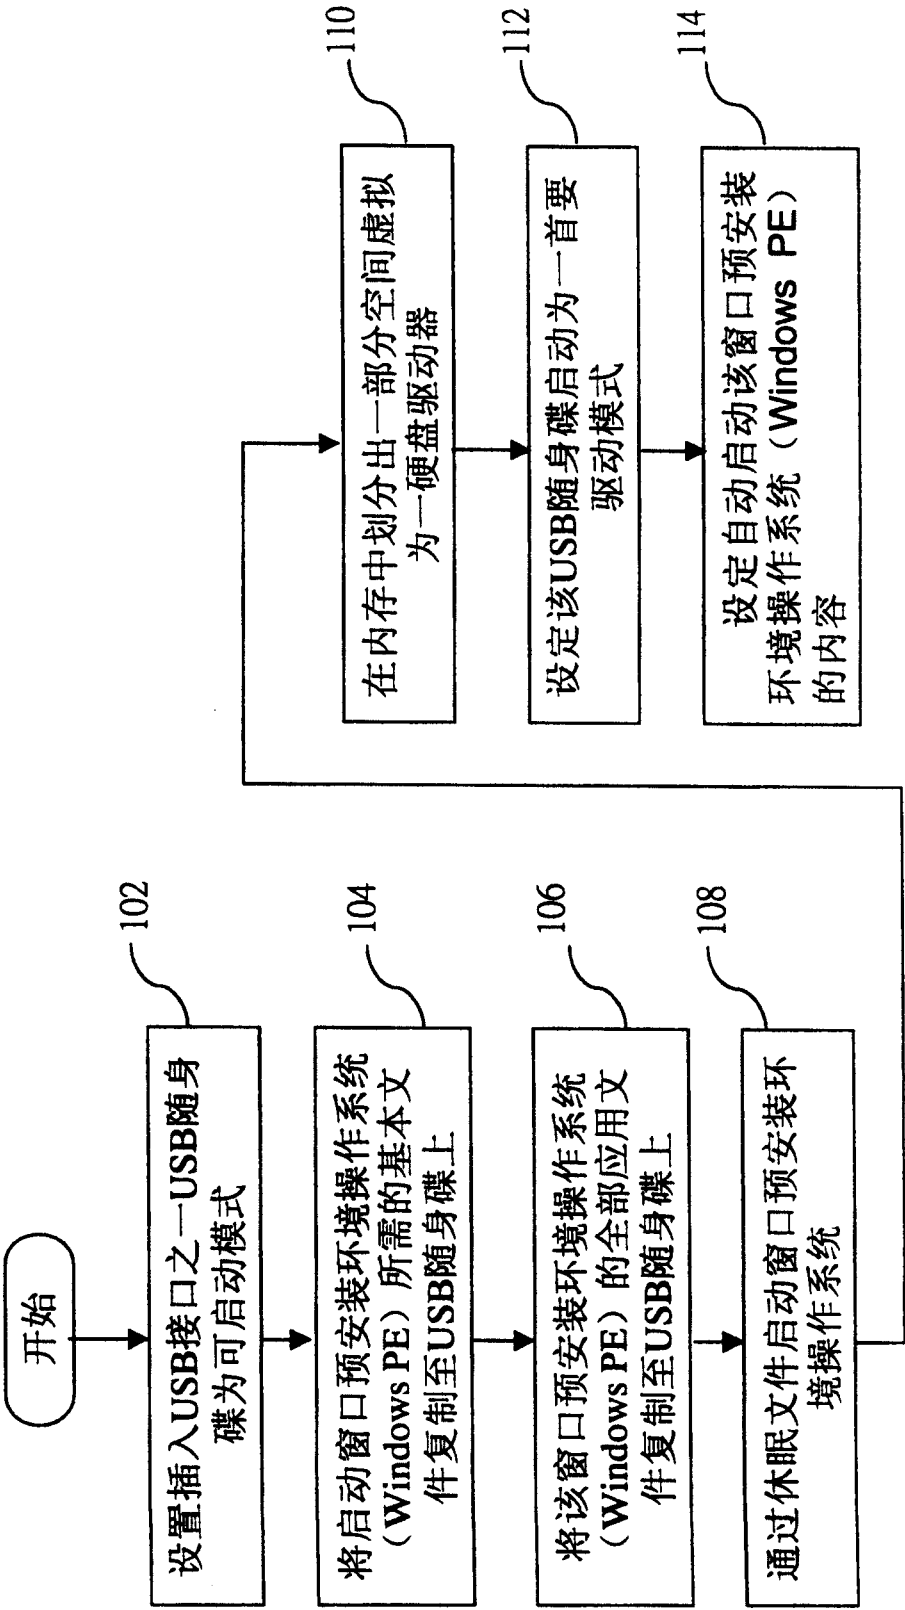 开始
102
设置插入USB接口之一USB随身
碟为可启动模式
104
将启动窗口预安装环境操作系统
（Windows PE）所需的基本文
件复制至USB随身碟上
106
将该窗口预安装环境操作系统
（Windows PE）的全部应用文
件复制至USB随身碟上
108
通过休眠文件启动窗口预安装环
境操作系统
110
在内存中划分出一部分空间虚拟
为一硬盘驱动器
112
设定该USB随身碟启动为一首要
驱动模式
114
设定自动启动该窗口预安装
环境操作系统（Windows PE）
的内容